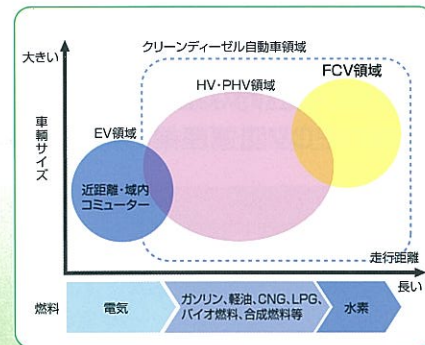 クリーンディーゼル自動車領域
大きい
FCV領域
HV・PHV領域
EV領域
車輌サイズ
近距離・域内
コミューター
走行距離
長い
燃料
電気
ガソリン、軽油、CNG、LPG、
バイオ燃料、合成燃料等
水素